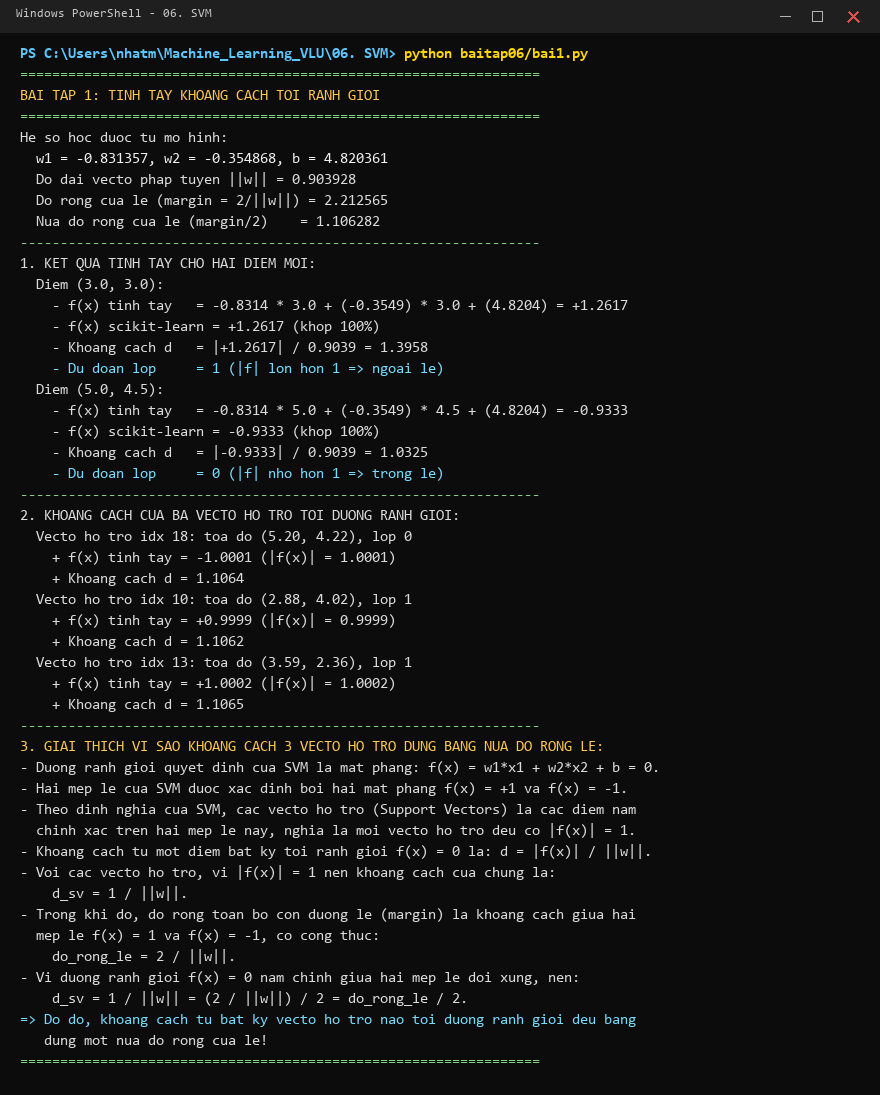 Windows PowerShell - 06. SVM
PS C:\Users\nhatm\Machine_Learning_VLU\06. SVM> python baitap06/bai1.py
=================================================================
BAI TAP 1: TINH TAY KHOANG CACH TOI RANH GIOI
=================================================================
He so hoc duoc tu mo hinh:
  w1 = -0.831357, w2 = -0.354868, b = 4.820361
  Do dai vecto phap tuyen ||w|| = 0.903928
  Do rong cua le (margin = 2/||w||) = 2.212565
  Nua do rong cua le (margin/2)    = 1.106282
-----------------------------------------------------------------
1. KET QUA TINH TAY CHO HAI DIEM MOI:
  Diem (3.0, 3.0):
    - f(x) tinh tay   = -0.8314 * 3.0 + (-0.3549) * 3.0 + (4.8204) = +1.2617
    - f(x) scikit-learn = +1.2617 (khop 100%)
    - Khoang cach d   = |+1.2617| / 0.9039 = 1.3958
    - Du doan lop     = 1 (|f| lon hon 1 => ngoai le)
  Diem (5.0, 4.5):
    - f(x) tinh tay   = -0.8314 * 5.0 + (-0.3549) * 4.5 + (4.8204) = -0.9333
    - f(x) scikit-learn = -0.9333 (khop 100%)
    - Khoang cach d   = |-0.9333| / 0.9039 = 1.0325
    - Du doan lop     = 0 (|f| nho hon 1 => trong le)
-----------------------------------------------------------------
2. KHOANG CACH CUA BA VECTO HO TRO TOI DUONG RANH GIOI:
  Vecto ho tro idx 18: toa do (5.20, 4.22), lop 0
    + f(x) tinh tay = -1.0001 (|f(x)| = 1.0001)
    + Khoang cach d = 1.1064
  Vecto ho tro idx 10: toa do (2.88, 4.02), lop 1
    + f(x) tinh tay = +0.9999 (|f(x)| = 0.9999)
    + Khoang cach d = 1.1062
  Vecto ho tro idx 13: toa do (3.59, 2.36), lop 1
    + f(x) tinh tay = +1.0002 (|f(x)| = 1.0002)
    + Khoang cach d = 1.1065
-----------------------------------------------------------------
3. GIAI THICH VI SAO KHOANG CACH 3 VECTO HO TRO DUNG BANG NUA DO RONG LE:
- Duong ranh gioi quyet dinh cua SVM la mat phang: f(x) = w1*x1 + w2*x2 + b = 0.
- Hai mep le cua SVM duoc xac dinh boi hai mat phang f(x) = +1 va f(x) = -1.
- Theo dinh nghia cua SVM, cac vecto ho tro (Support Vectors) la cac diem nam
  chinh xac tren hai mep le nay, nghia la moi vecto ho tro deu co |f(x)| = 1.
- Khoang cach tu mot diem bat ky toi ranh gioi f(x) = 0 la: d = |f(x)| / ||w||.
- Voi cac vecto ho tro, vi |f(x)| = 1 nen khoang cach cua chung la:
    d_sv = 1 / ||w||.
- Trong khi do, do rong toan bo con duong le (margin) la khoang cach giua hai
  mep le f(x) = 1 va f(x) = -1, co cong thuc:
    do_rong_le = 2 / ||w||.
- Vi duong ranh gioi f(x) = 0 nam chinh giua hai mep le doi xung, nen:
    d_sv = 1 / ||w|| = (2 / ||w||) / 2 = do_rong_le / 2.
=> Do do, khoang cach tu bat ky vecto ho tro nao toi duong ranh gioi deu bang
   dung mot nua do rong cua le!
=================================================================